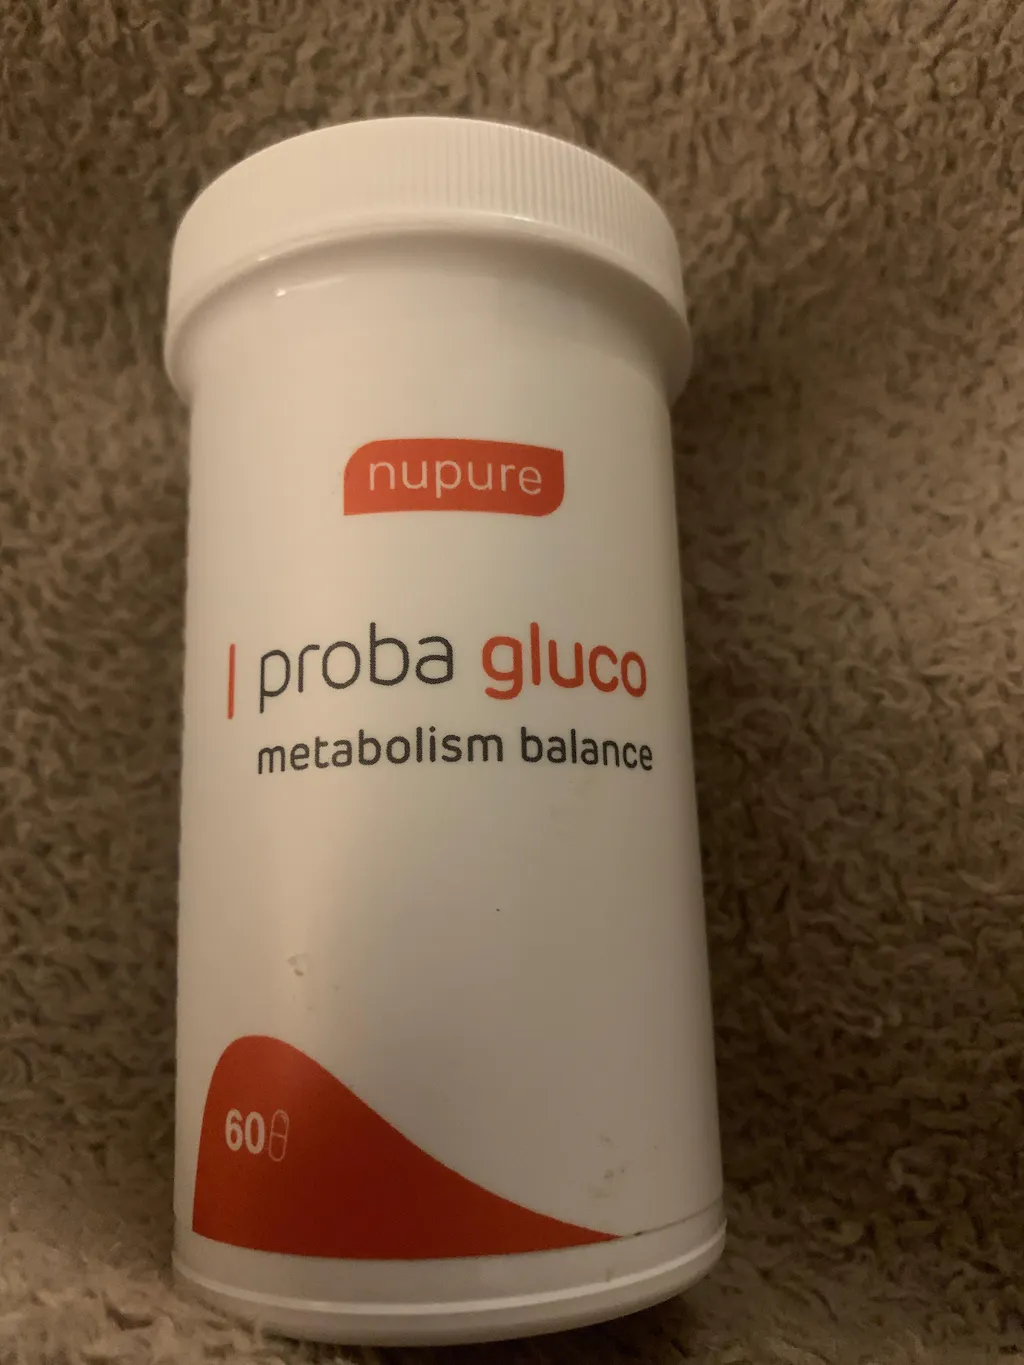 nupure
proba gluco
metabolism balance
60